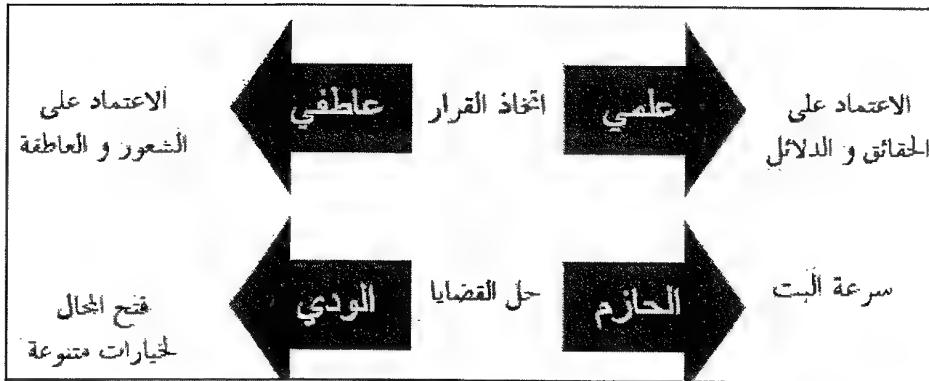 الاعتماد على
الحقائق و الدلائل
علمي
اتخاذ القرار
عاطفي
الاعتماد على
الشعور و العاطفة
سرعة البت
الحازم
حل القضايا
الودي
فتح المجال
لخيارات متنوعة